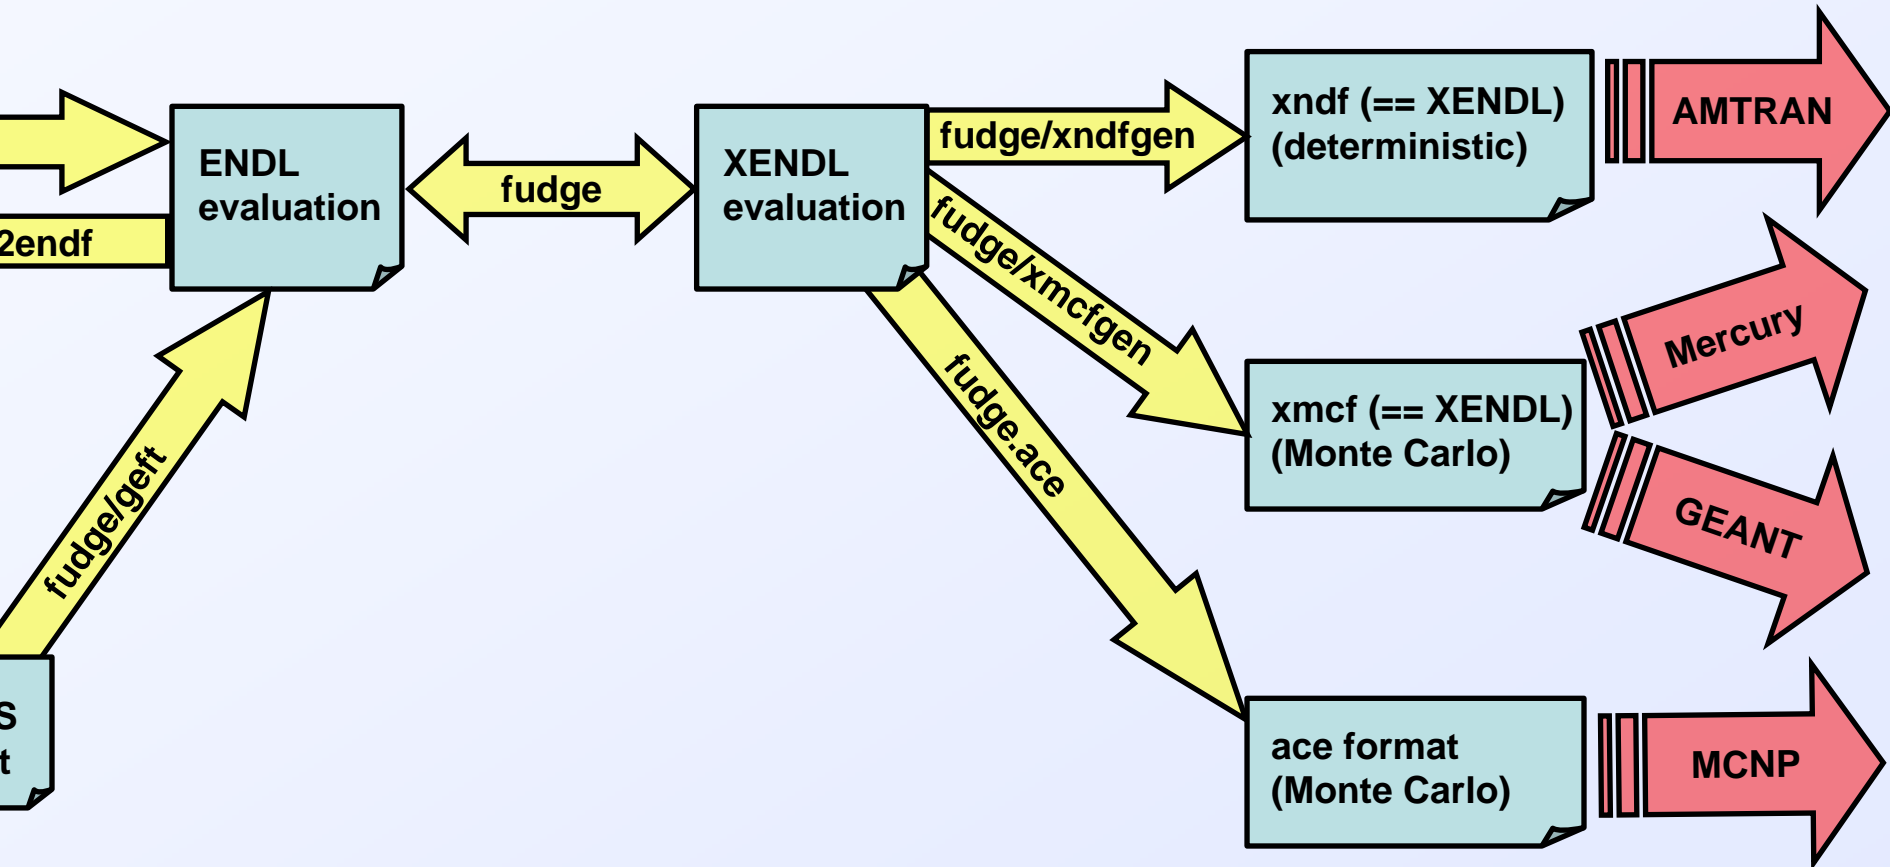 ENDL
evaluation
2endf
fudge
XENDL
evaluation
fudge/xndfgen
fudge/xmcfgen
fudge.ace
fudge/geft
S
t
xndf (== XENDL)
(deterministic)
AMTRAN
xmcf (== XENDL)
(Monte Carlo)
Mercury
GEANT
ace format
(Monte Carlo)
MCNP